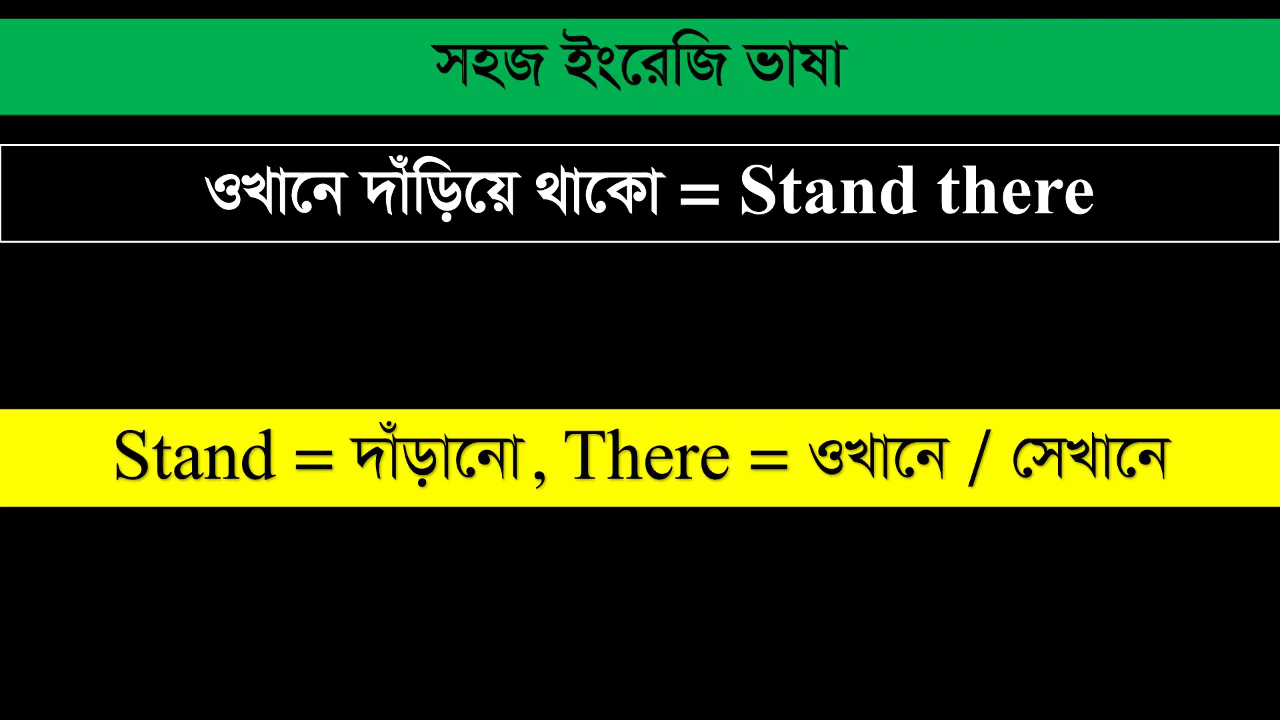 সহজ ইংরেজি ভাষা
ওখানে দাঁড়িয়ে থাকো = Stand there
Stand = দাঁড়ানো, There = ওখানে / সেখানে